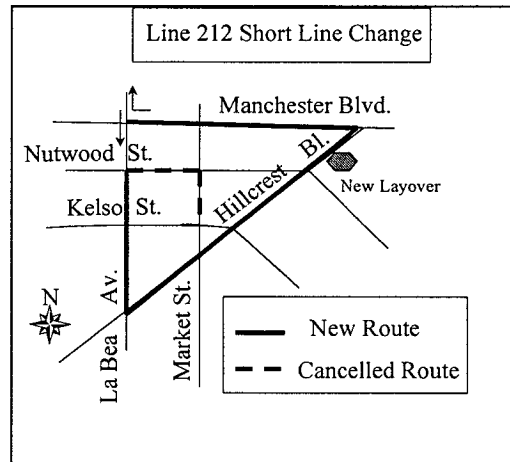 Line 212 Short Line Change
Manchester Blvd.
Nutwood St.
Hillcrest Bl.
New Layover
Kelso St.
N
La Bea Av.
Market St.
New Route
Cancelled Route